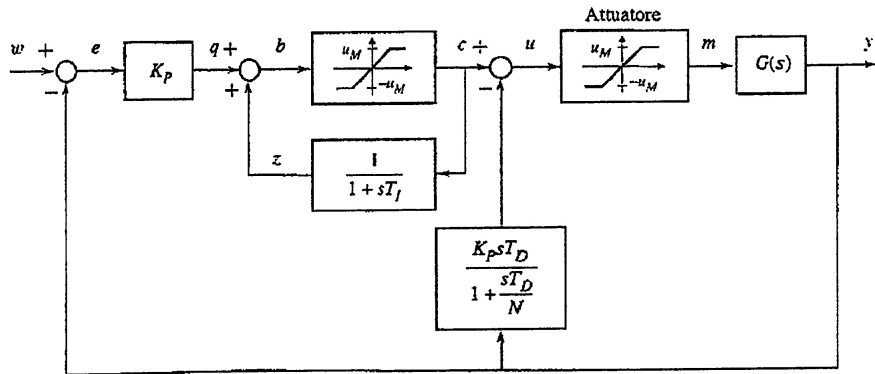 Attuatore
w + e K_P q + b u_M -u_M c ÷ u u_M -u_M m G(s) y
− + −
z 1 / 1 + sT_I
K_P sT_D / 1 + sT_D / N